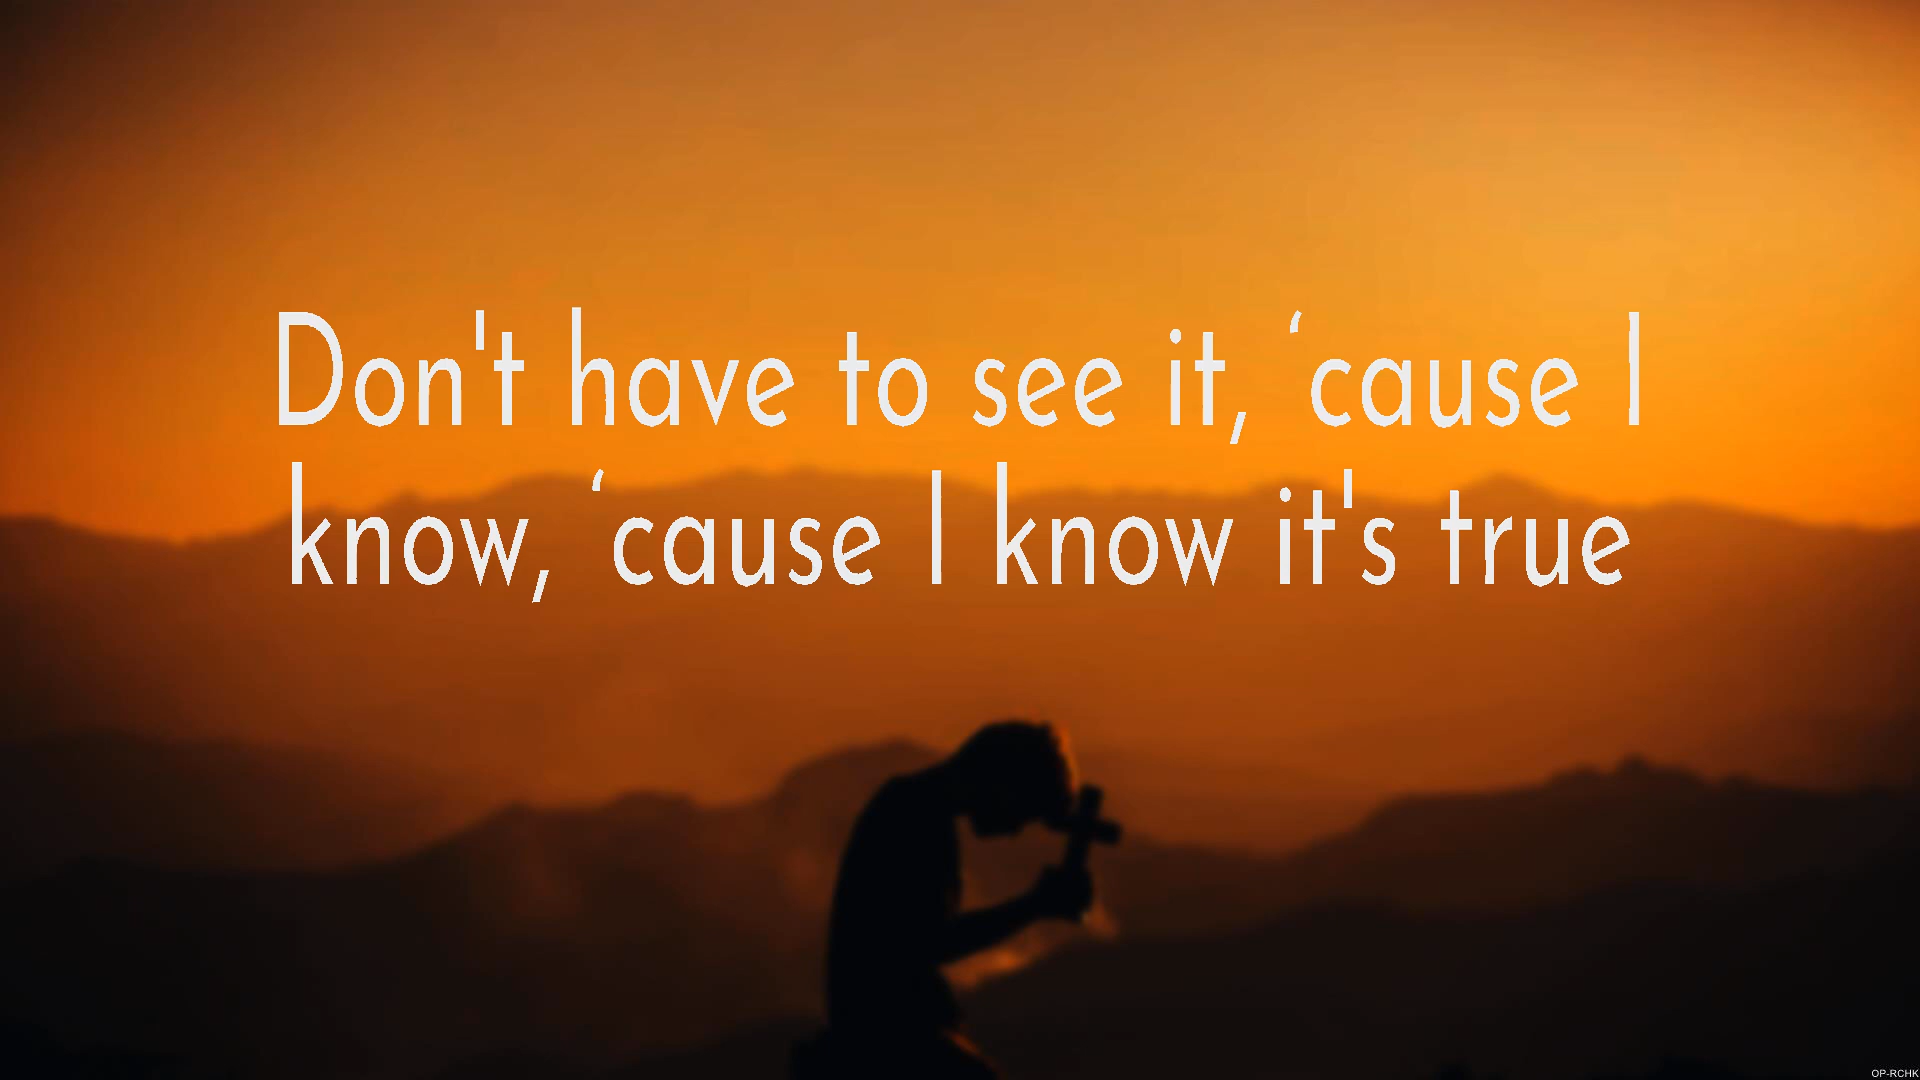 Don't have to see it, ‘cause I
know, ‘cause I know it's true
OP-RCHK